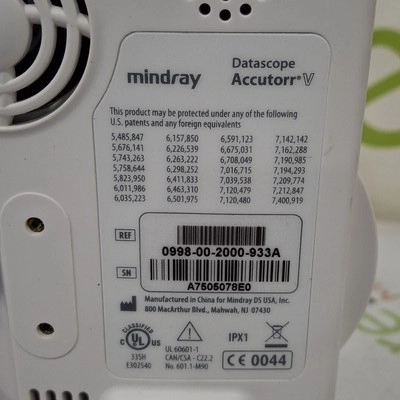 mindray
Datascope
Accutorr® V
This product may be protected under any of the following
U.S. patents and any foreign equivalents
5,485,847 6,157,850 6,591,123 7,142,142
5,676,141 6,226,539 6,675,031 7,162,288
5,743,263 6,263,222 6,708,049 7,190,985
5,758,644 6,298,252 7,016,715 7,194,293
5,823,950 6,411,833 7,039,538 7,209,774
6,011,986 6,463,310 7,120,479 7,212,847
6,035,223 6,501,975 7,120,480 7,400,919
REF
0998-00-2000-933A
SN
A7505078E0
Manufactured in China for Mindray DS USA, Inc.
800 MacArthur Blvd., Mahwah, NJ 07430
CLASSIFIED
C UL US
335H
E302540
UL 60601-1
CAN/CSA - C22.2
No. 601.1-M90
IPX1
CE 0044